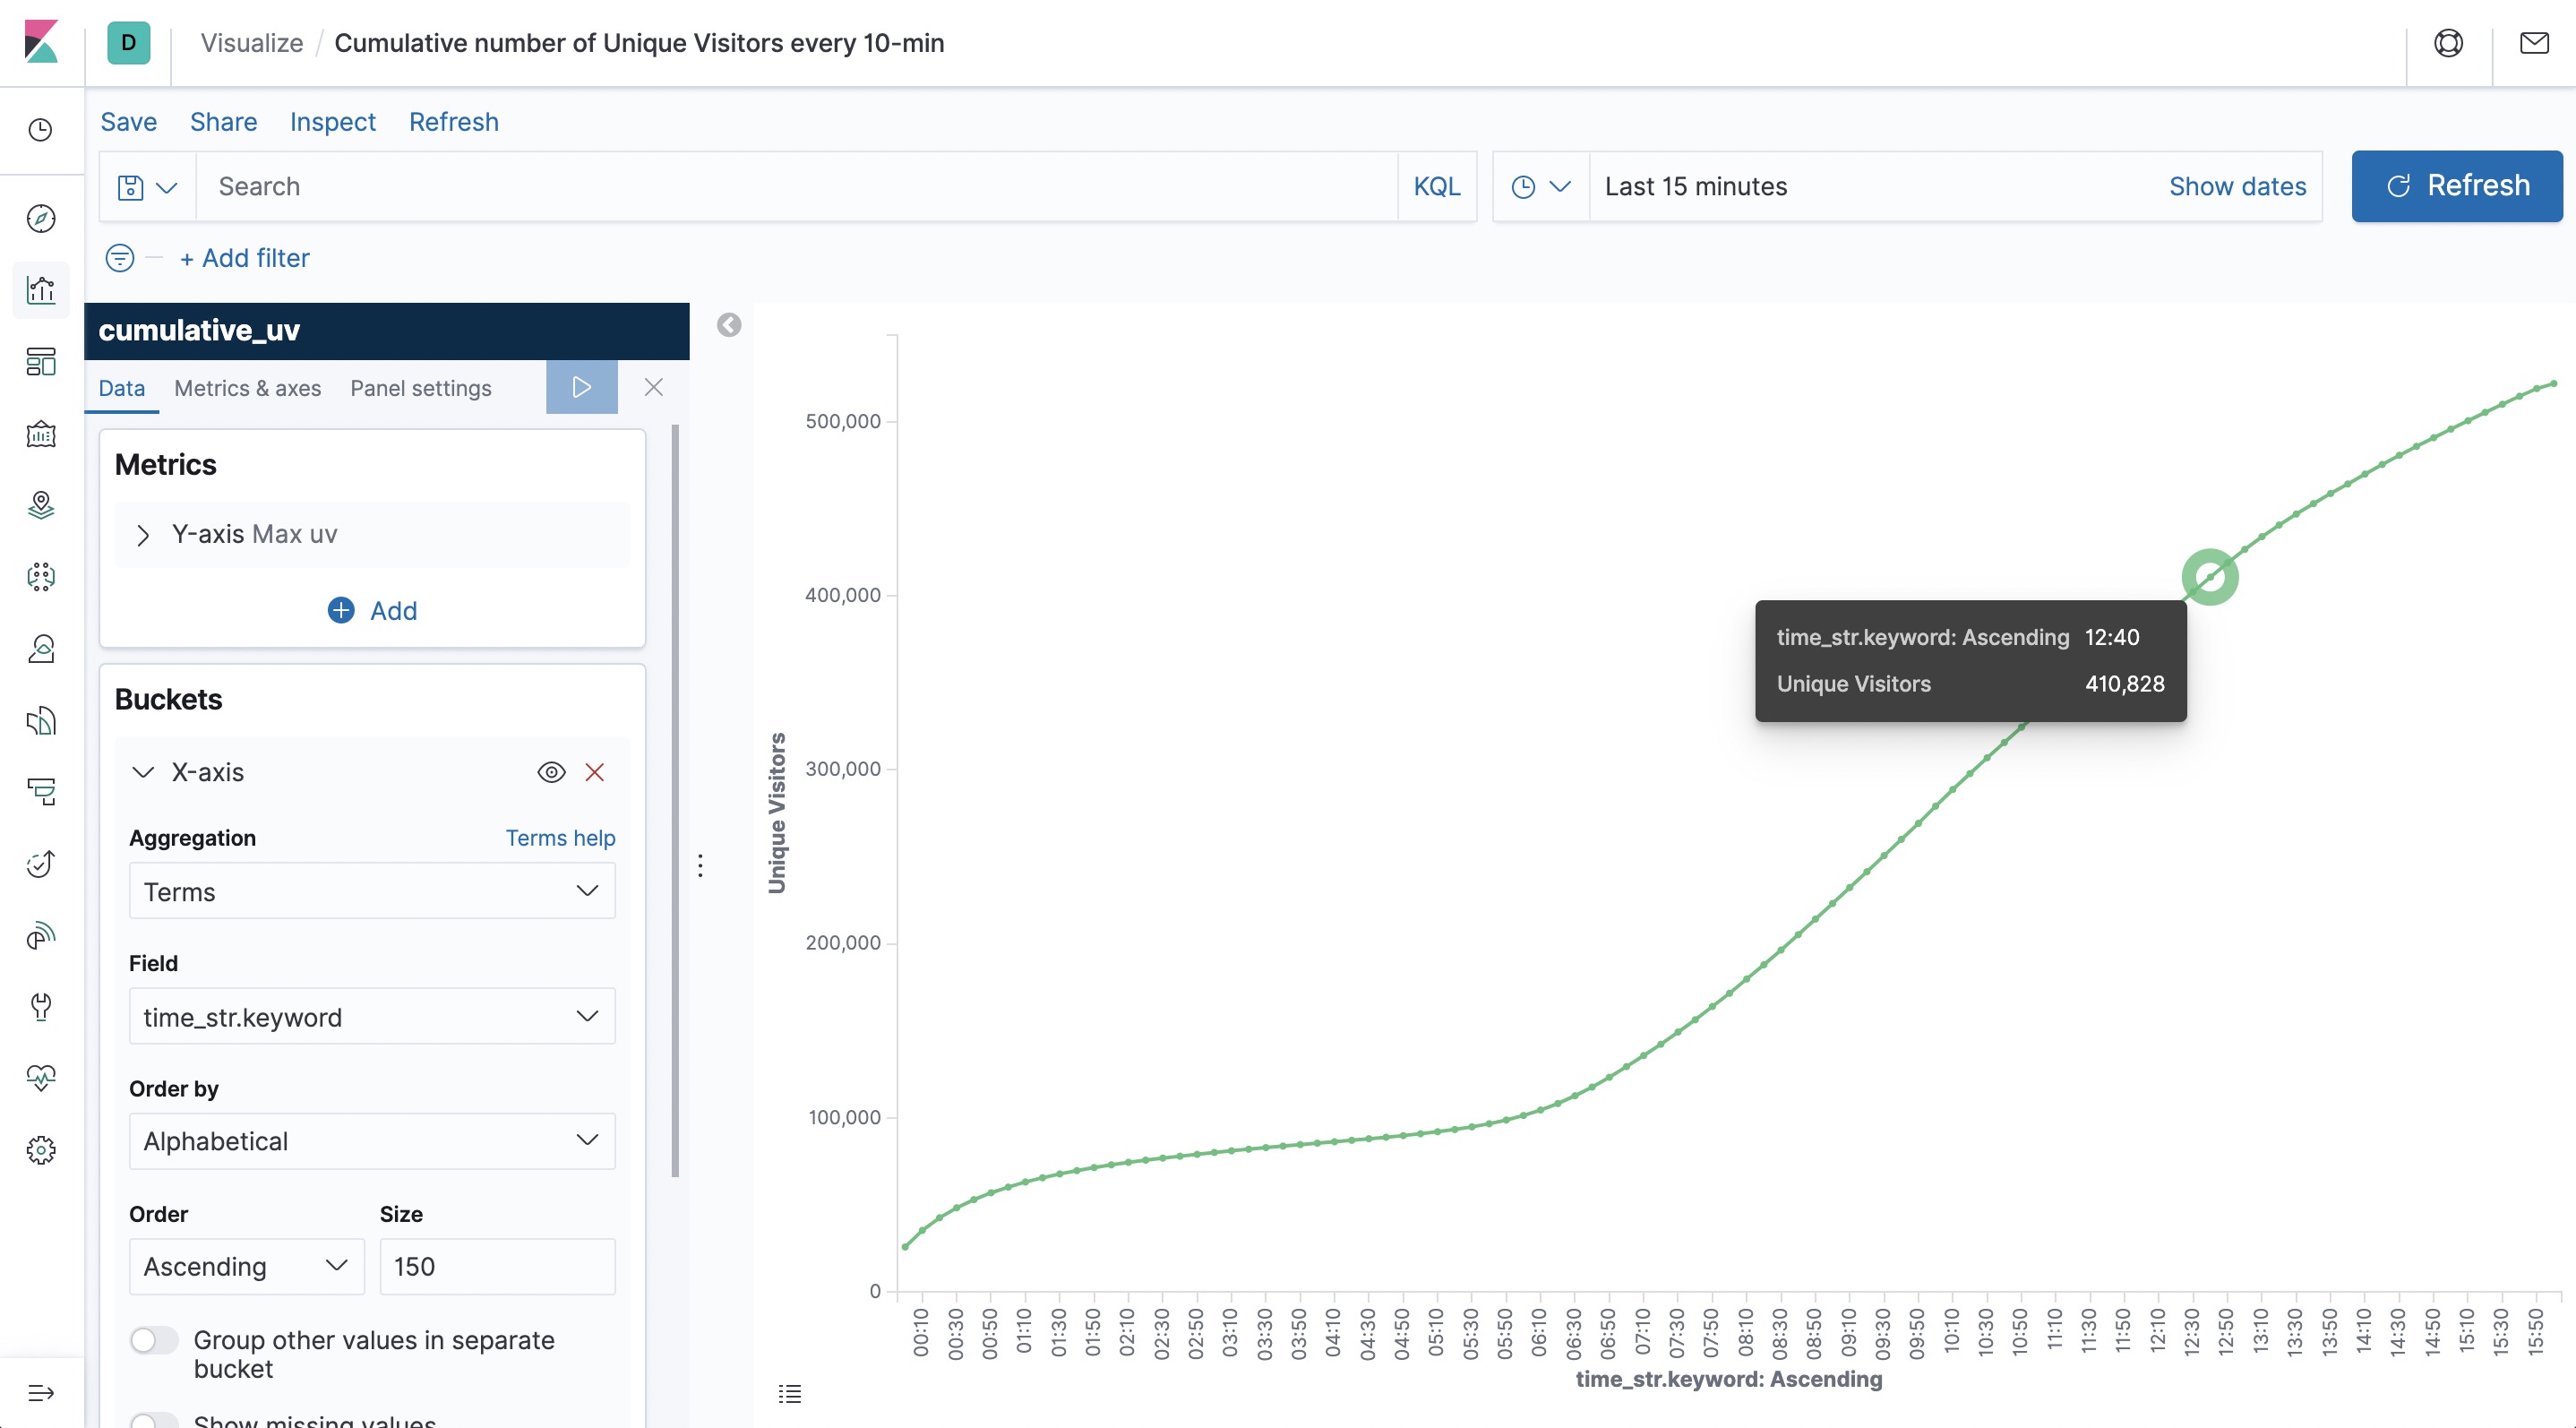 D
Visualize / Cumulative number of Unique Visitors every 10-min
Save Share Inspect Refresh
Search KQL
Last 15 minutes Show dates
Refresh
+ Add filter
cumulative_uv
Data Metrics & axes Panel settings
Metrics
Y-axis Max uv
Add
Buckets
X-axis
Aggregation Terms help
Terms
Field
time_str.keyword
Order by
Alphabetical
Order Size
Ascending 150
Group other values in separate
bucket
Show missing values
Unique Visitors
500,000
400,000
300,000
200,000
100,000
0
time_str.keyword: Ascending 12:40
Unique Visitors 410,828
00:10 00:30 00:50 01:10 01:30 01:50 02:10 02:30 02:50 03:10 03:30 03:50 04:10 04:30 04:50 05:10 05:30 05:50 06:10 06:30 06:50 07:10 07:30 07:50 08:10 08:30 08:50 09:10 09:30 09:50 10:10 10:30 10:50 11:10 11:30 11:50 12:10 12:30 12:50 13:10 13:30 13:50 14:10 14:30 14:50 15:10 15:30 15:50
time_str.keyword: Ascending